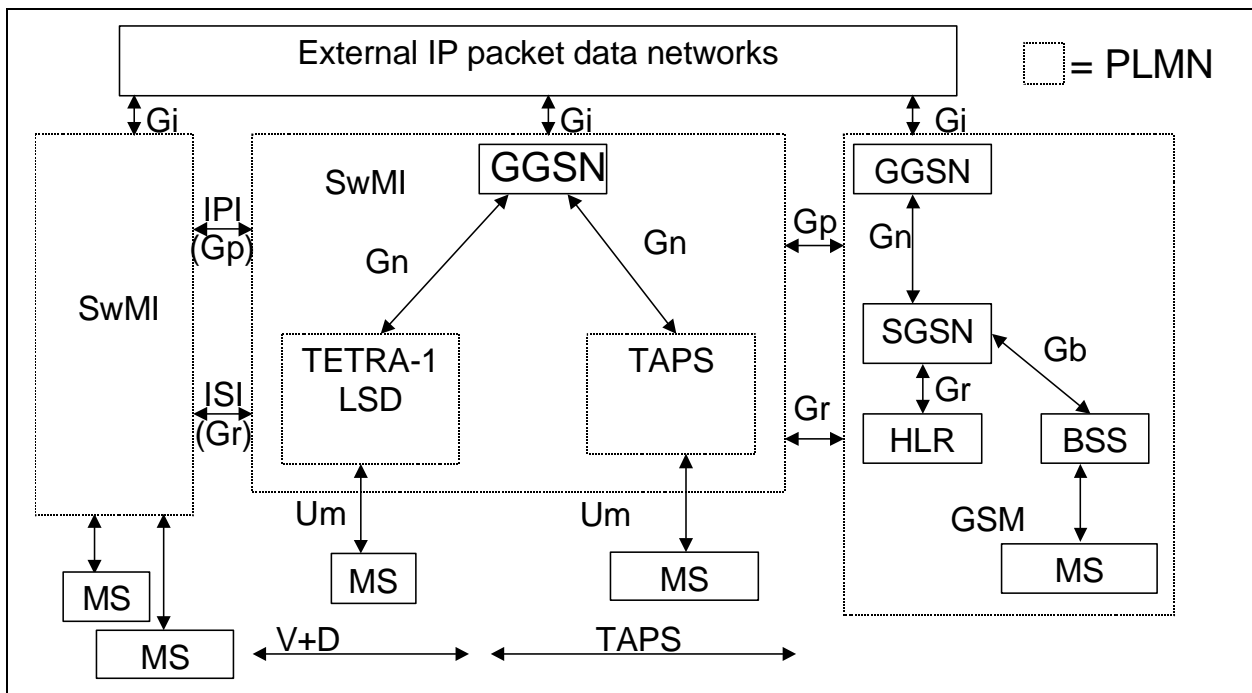 External IP packet data networks
= PLMN
Gi
Gi
Gi
SwMI
GGSN
GGSN
IPI
(Gp)
Gn
Gn
Gp
Gn
SwMI
TETRA-1
LSD
TAPS
SGSN
Gb
ISI
(Gr)
Gr
Gr
HLR
BSS
Um
Um
GSM
MS
MS
MS
MS
MS
V+D
TAPS